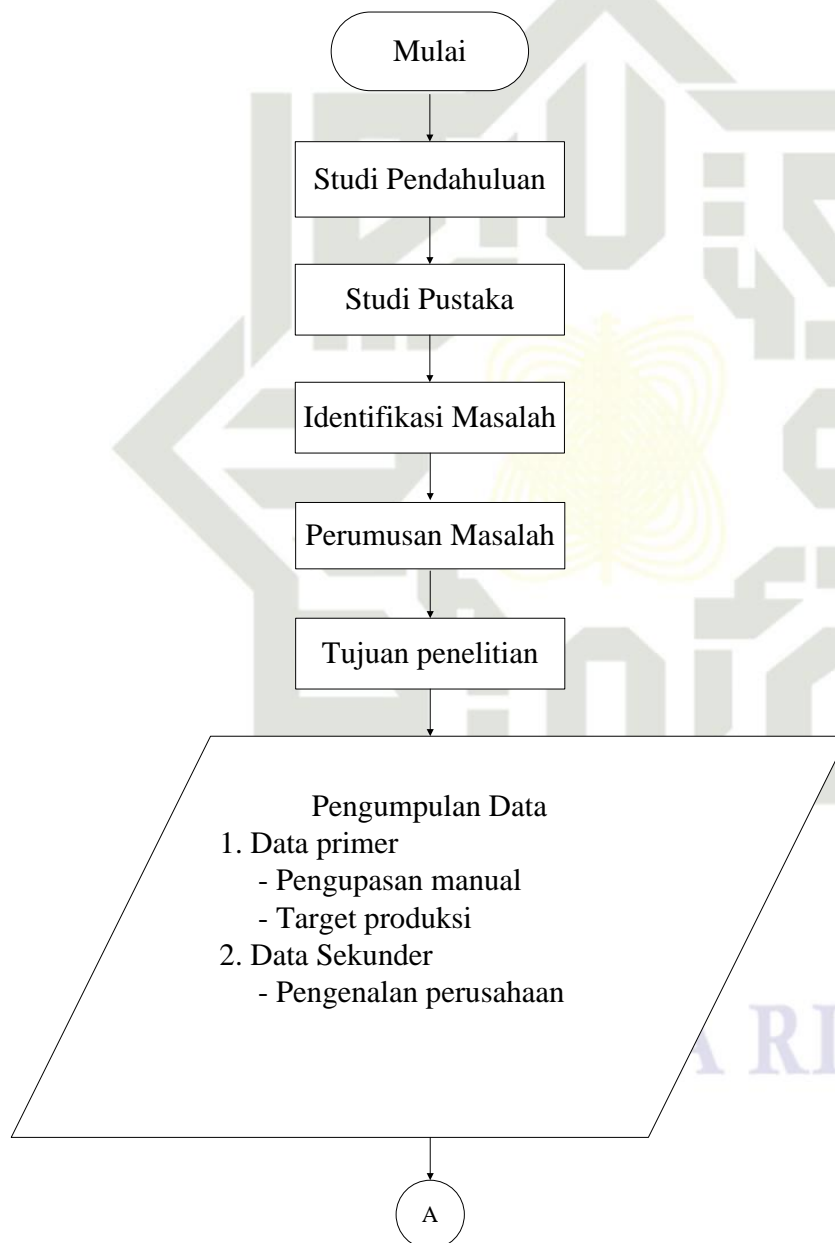 Mulai
Studi Pendahuluan
Studi Pustaka
Identifikasi Masalah
Perumusan Masalah
Tujuan penelitian
Pengumpulan Data
1. Data primer
- Pengupasan manual
- Target produksi
2. Data Sekunder
- Pengenalan perusahaan
A